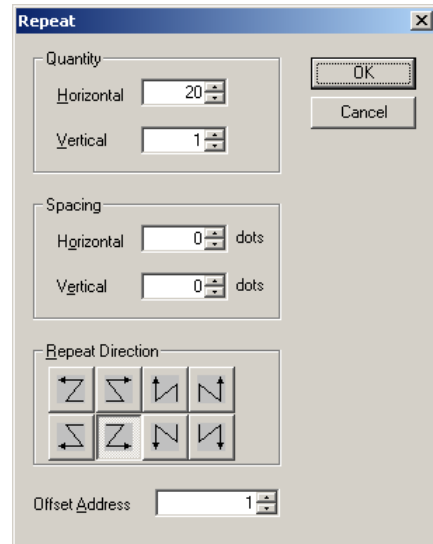 Repeat
Quantity
Horizontal 20
Vertical 1
OK
Cancel
Spacing
Horizontal 0 dots
Vertical 0 dots
Repeat Direction
Offset Address 1